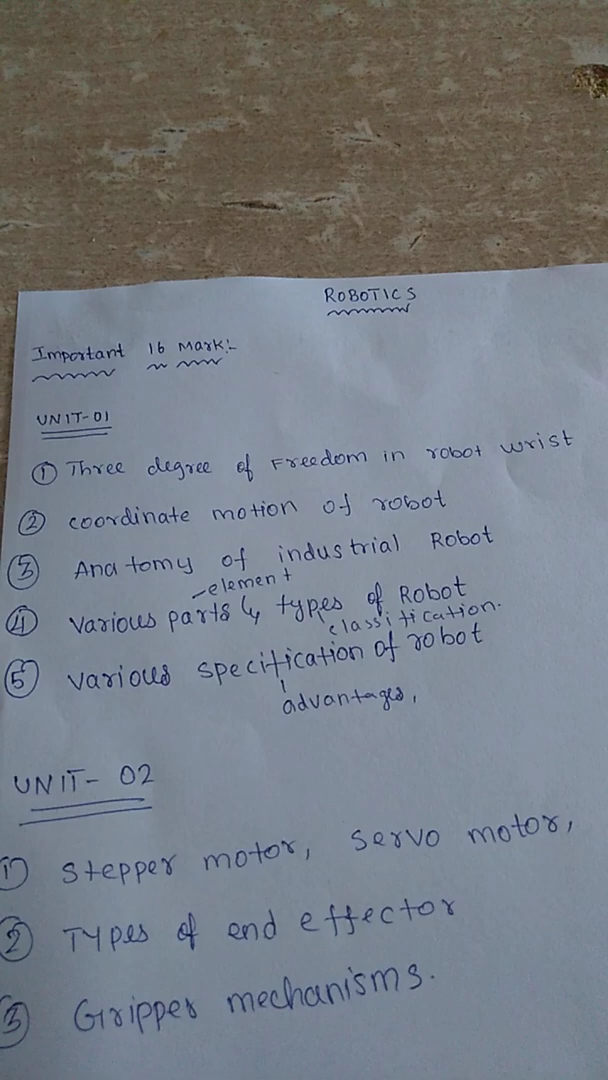 ROBOTICS
Important 16 Mark:-
UNIT-01
① Three degree of Freedom in robot wrist
② coordinate motion of robot
③ Anatomy of industrial Robot
-element
④ Various parts & types of Robot
classification.
⑤ Various specification of robot
advantages,
UNIT- 02
① Stepper motor, Servo motor,
② Types of end effector
③ Gripper mechanisms.